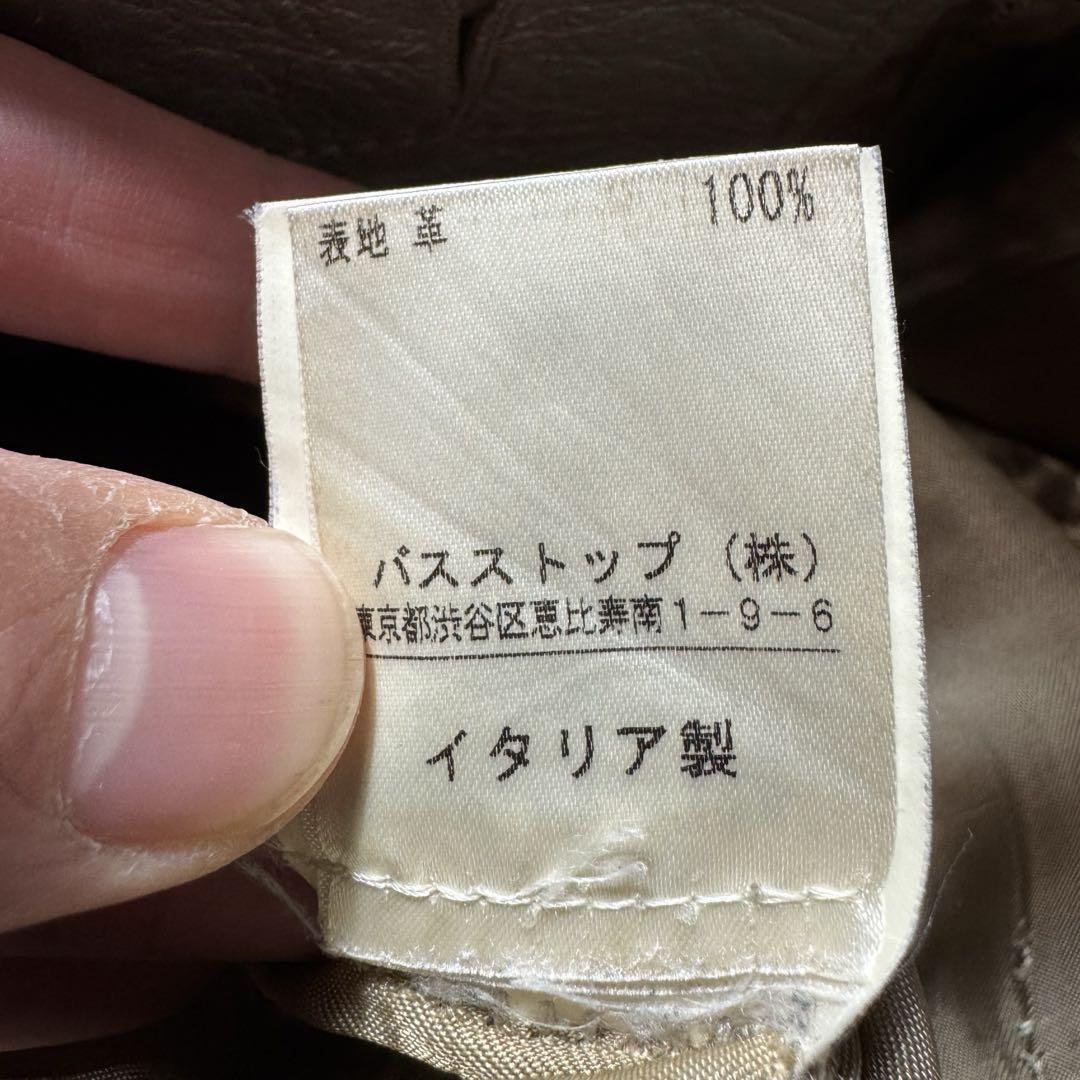 表地 革 100%
バスストップ (株)
東京都渋谷区恵比寿南1-9-6
イタリア製